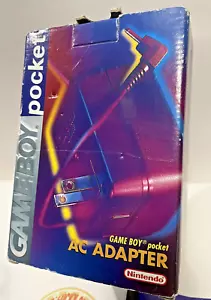 GAME BOY pocket
GAME BOY pocket
AC ADAPTER
Nintendo